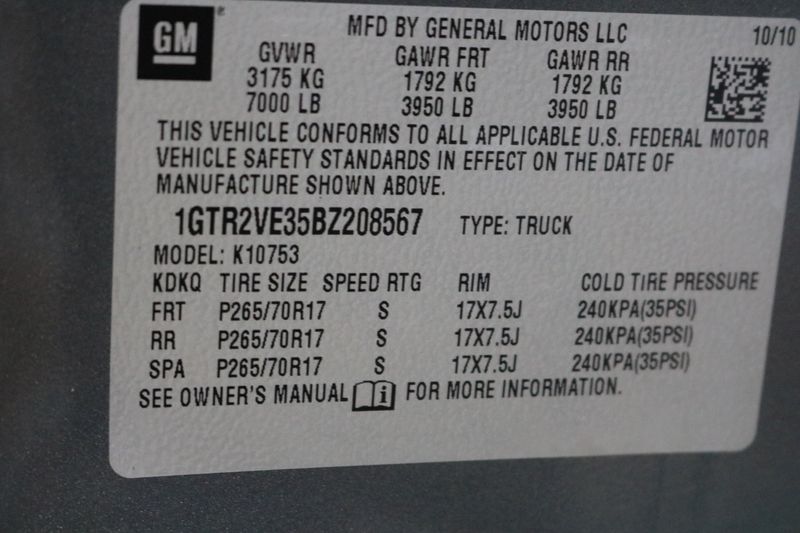 GM
MFD BY GENERAL MOTORS LLC 10/10
GVWR GAWR FRT GAWR RR
3175 KG 1792 KG 1792 KG
7000 LB 3950 LB 3950 LB
THIS VEHICLE CONFORMS TO ALL APPLICABLE U.S. FEDERAL MOTOR
VEHICLE SAFETY STANDARDS IN EFFECT ON THE DATE OF
MANUFACTURE SHOWN ABOVE.
1GTR2VE35BZ208567 TYPE: TRUCK
MODEL: K10753
KDKQ TIRE SIZE SPEED RTG RIM COLD TIRE PRESSURE
FRT P265/70R17 S 17X7.5J 240KPA(35PSI)
RR P265/70R17 S 17X7.5J 240KPA(35PSI)
SPA P265/70R17 S 17X7.5J 240KPA(35PSI)
SEE OWNER'S MANUAL i FOR MORE INFORMATION.